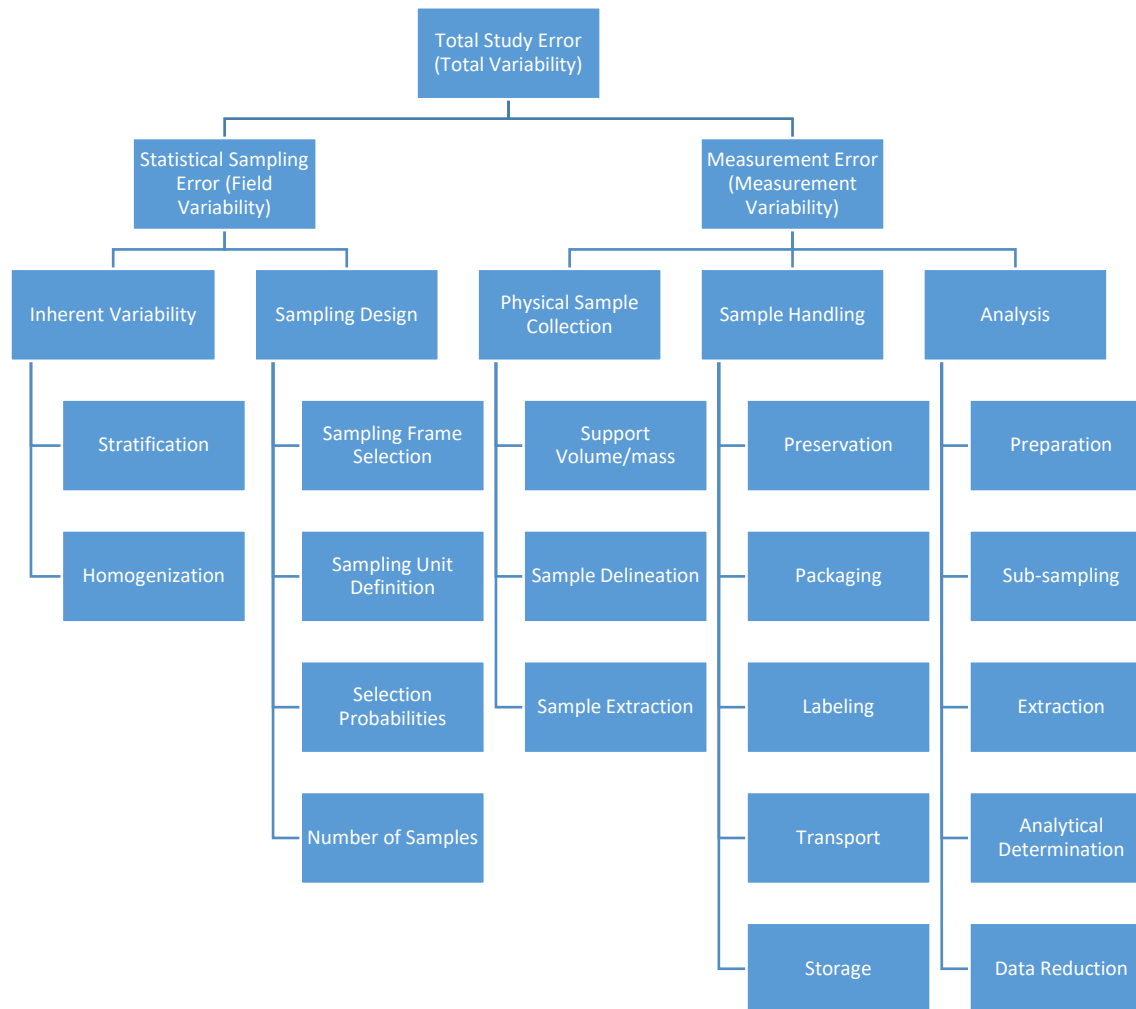 Total Study Error
(Total Variability)
Statistical Sampling
Error (Field
Variability)
Measurement Error
(Measurement
Variability)
Inherent Variability
Sampling Design
Physical Sample
Collection
Sample Handling
Analysis
Stratification
Sampling Frame
Selection
Support
Volume/mass
Preservation
Preparation
Homogenization
Sampling Unit
Definition
Sample Delineation
Packaging
Sub-sampling
Selection
Probabilities
Sample Extraction
Labeling
Extraction
Number of Samples
Transport
Analytical
Determination
Storage
Data Reduction